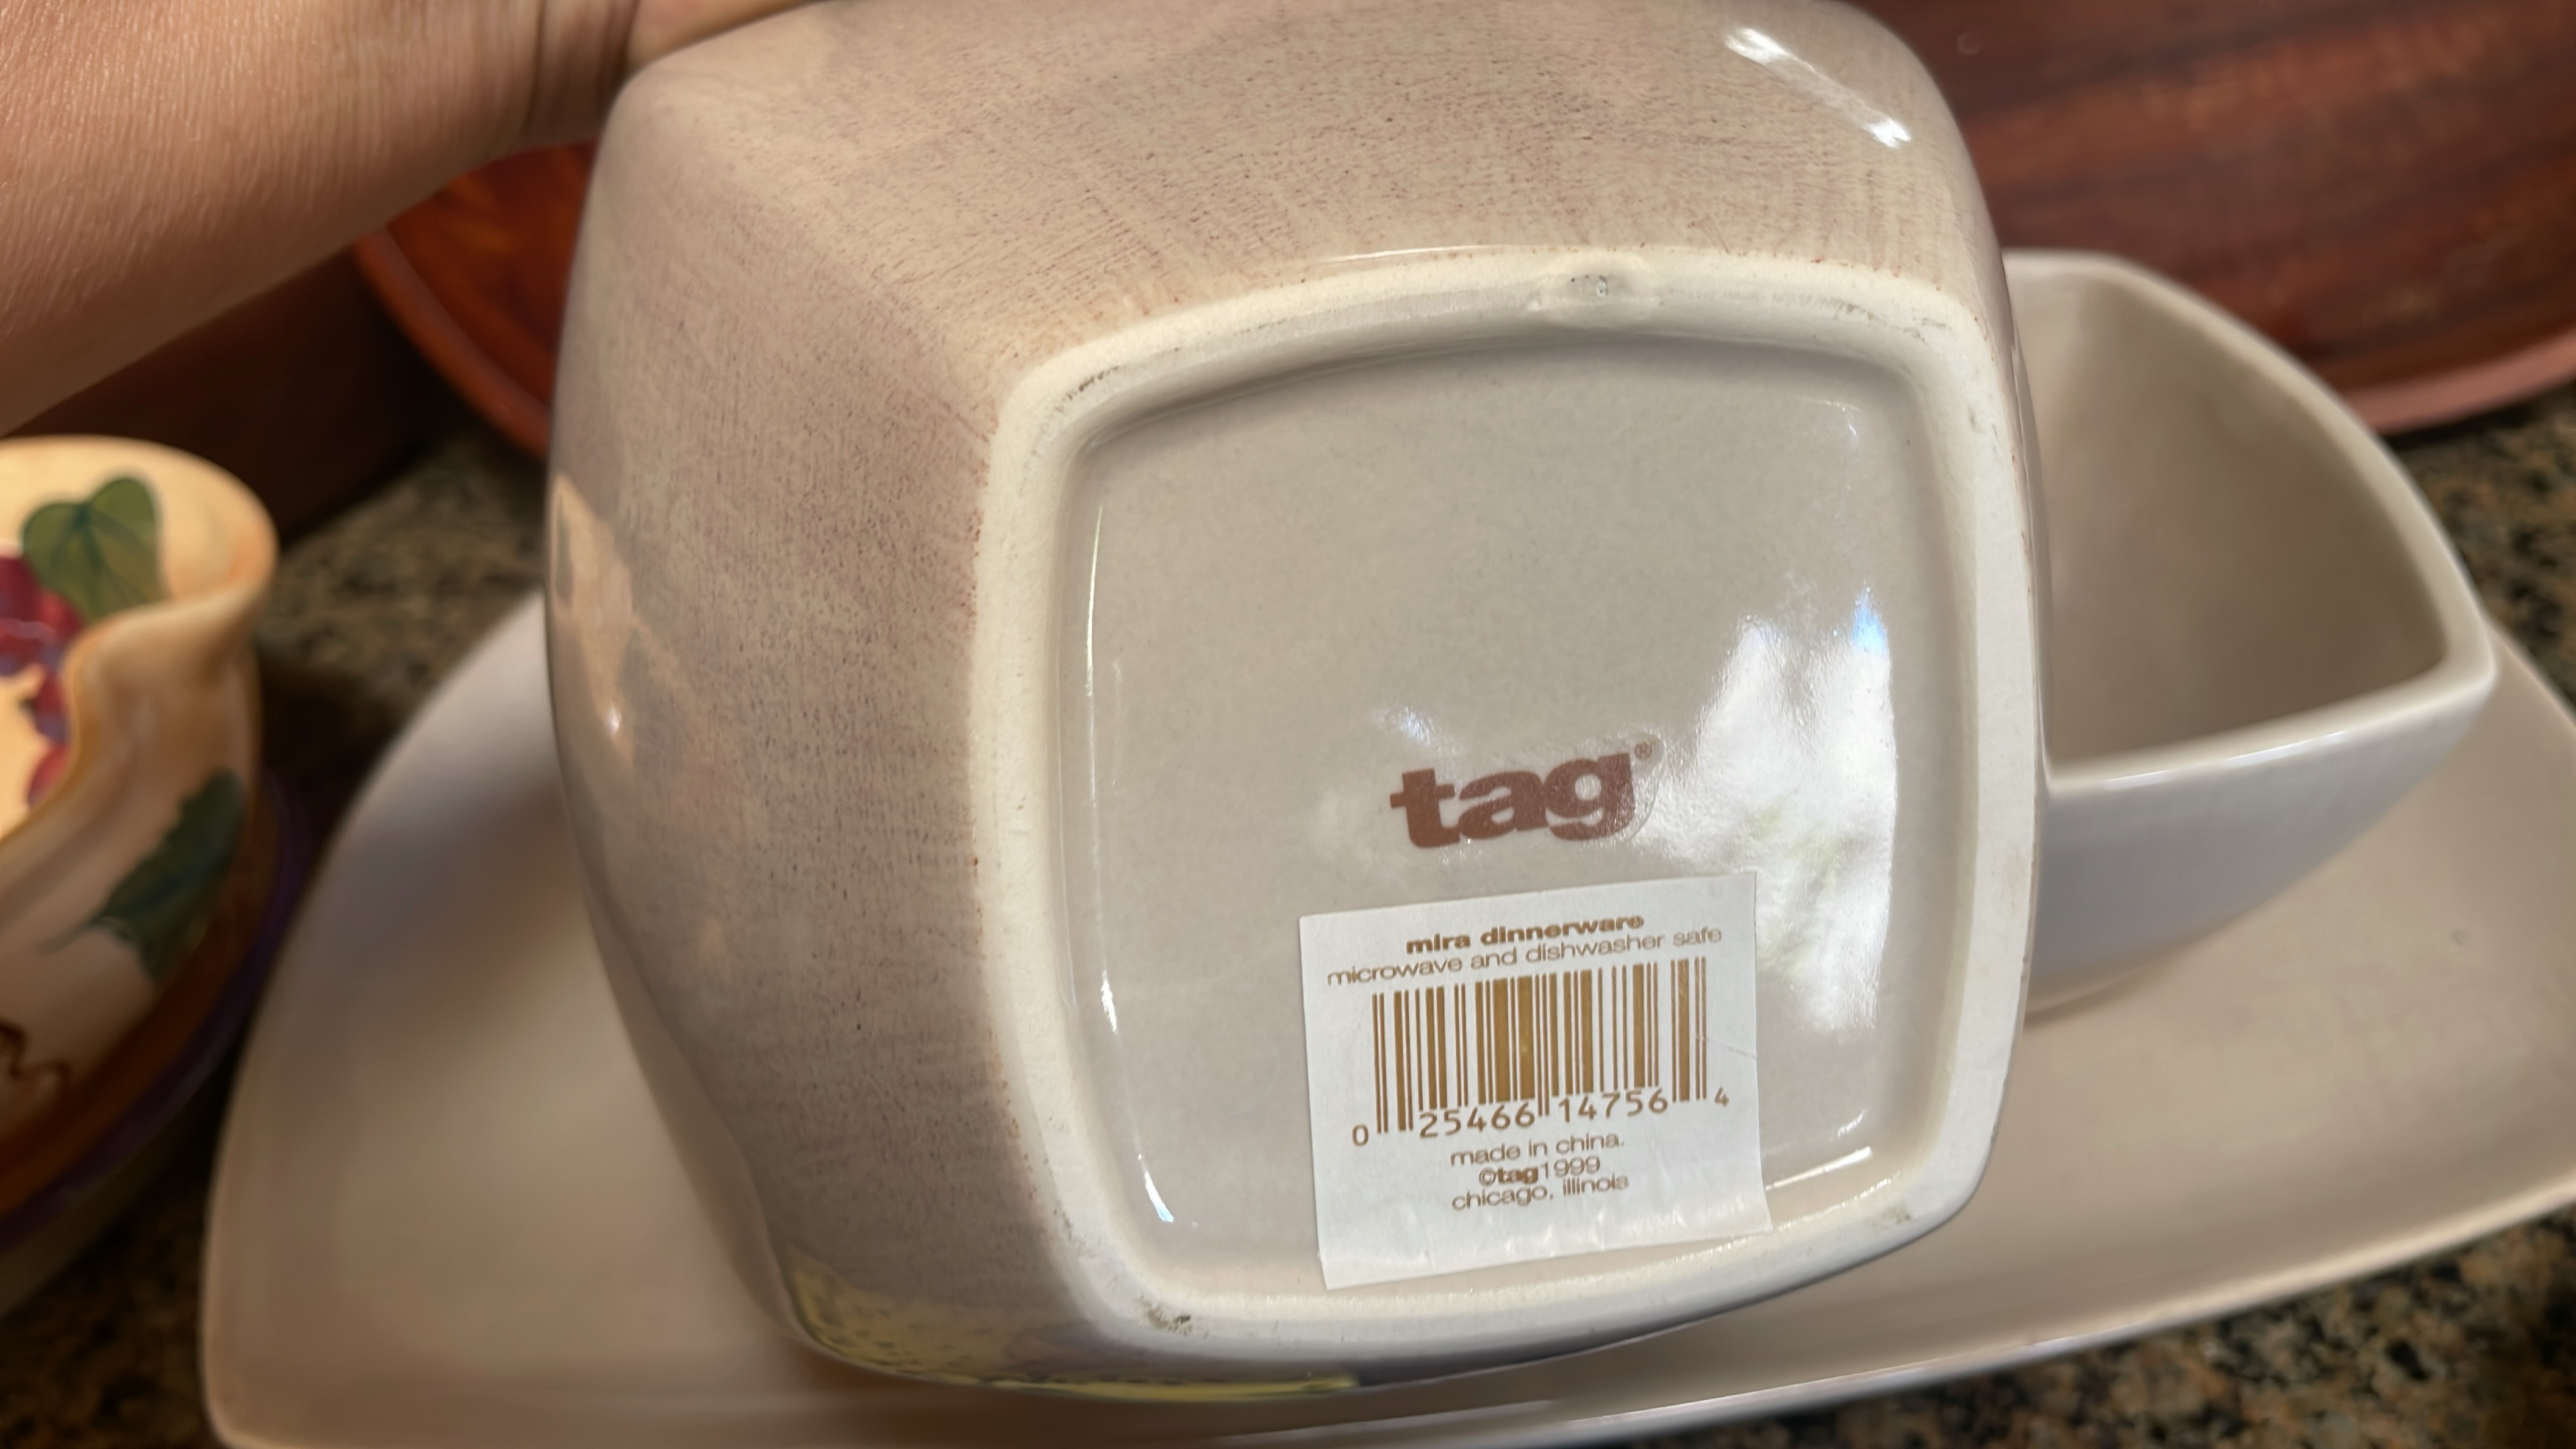 tag®
mira dinnerware
microwave and dishwasher safe
0 25466 14756 4
made in china.
©tag1999
chicago, illinois